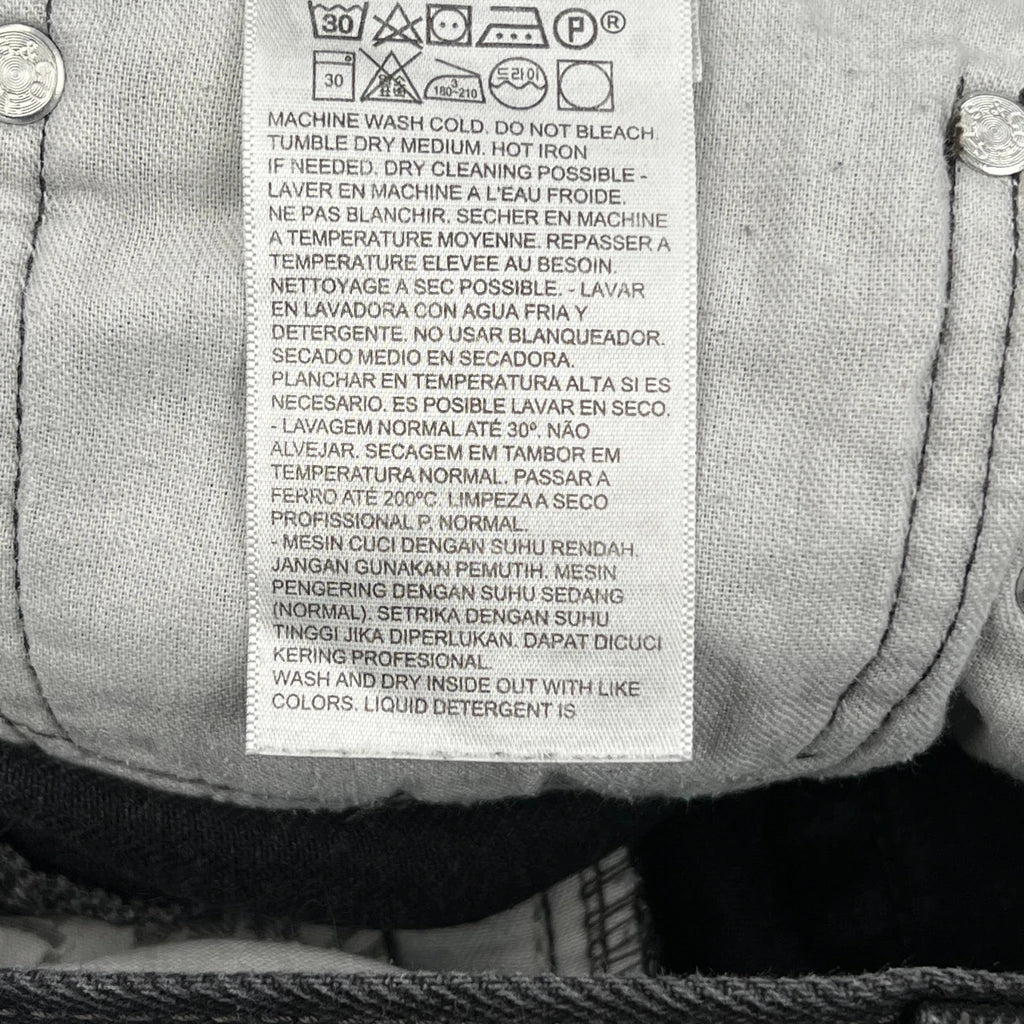 30 P ®
30 염소 표백 3 180~210 드라이
MACHINE WASH COLD. DO NOT BLEACH.
TUMBLE DRY MEDIUM. HOT IRON
IF NEEDED. DRY CLEANING POSSIBLE -
LAVER EN MACHINE A L'EAU FROIDE.
NE PAS BLANCHIR. SECHER EN MACHINE
A TEMPERATURE MOYENNE. REPASSER A
TEMPERATURE ELEVEE AU BESOIN.
NETTOYAGE A SEC POSSIBLE. - LAVAR
EN LAVADORA CON AGUA FRIA Y
DETERGENTE. NO USAR BLANQUEADOR.
SECADO MEDIO EN SECADORA.
PLANCHAR EN TEMPERATURA ALTA SI ES
NECESARIO. ES POSIBLE LAVAR EN SECO.
- LAVAGEM NORMAL ATÉ 30º. NÃO
ALVEJAR. SECAGEM EM TAMBOR EM
TEMPERATURA NORMAL. PASSAR A
FERRO ATÉ 200ºC. LIMPEZA A SECO
PROFISSIONAL P. NORMAL.
- MESIN CUCI DENGAN SUHU RENDAH.
JANGAN GUNAKAN PEMUTIH. MESIN
PENGERING DENGAN SUHU SEDANG
(NORMAL). SETRIKA DENGAN SUHU
TINGGI JIKA DIPERLUKAN. DAPAT DICUCI
KERING PROFESIONAL.
WASH AND DRY INSIDE OUT WITH LIKE
COLORS. LIQUID DETERGENT IS